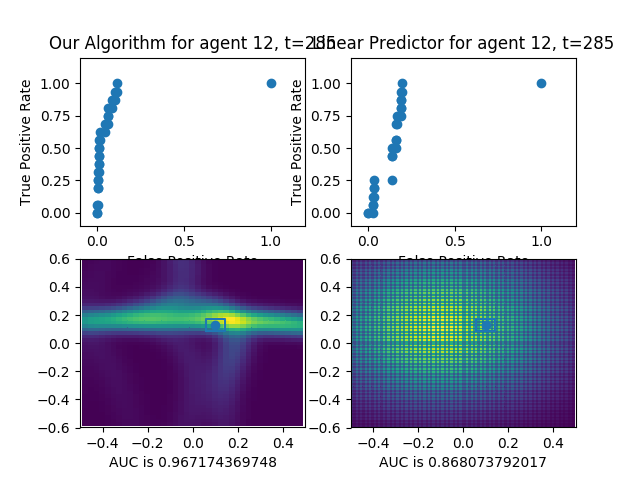 Our Algorithm for agent 12, t=285
Linear Predictor for agent 12, t=285
True Positive Rate
1.00
0.75
0.50
0.25
0.00
0.0 0.5 1.0
False Positive Rate
True Positive Rate
1.00
0.75
0.50
0.25
0.00
0.0 0.5 1.0
False Positive Rate
0.6
0.4
0.2
0.0
−0.2
−0.4
−0.6
−0.4 −0.2 0.0 0.2 0.4
AUC is 0.967174369748
0.6
0.4
0.2
0.0
−0.2
−0.4
−0.6
−0.4 −0.2 0.0 0.2 0.4
AUC is 0.868073792017